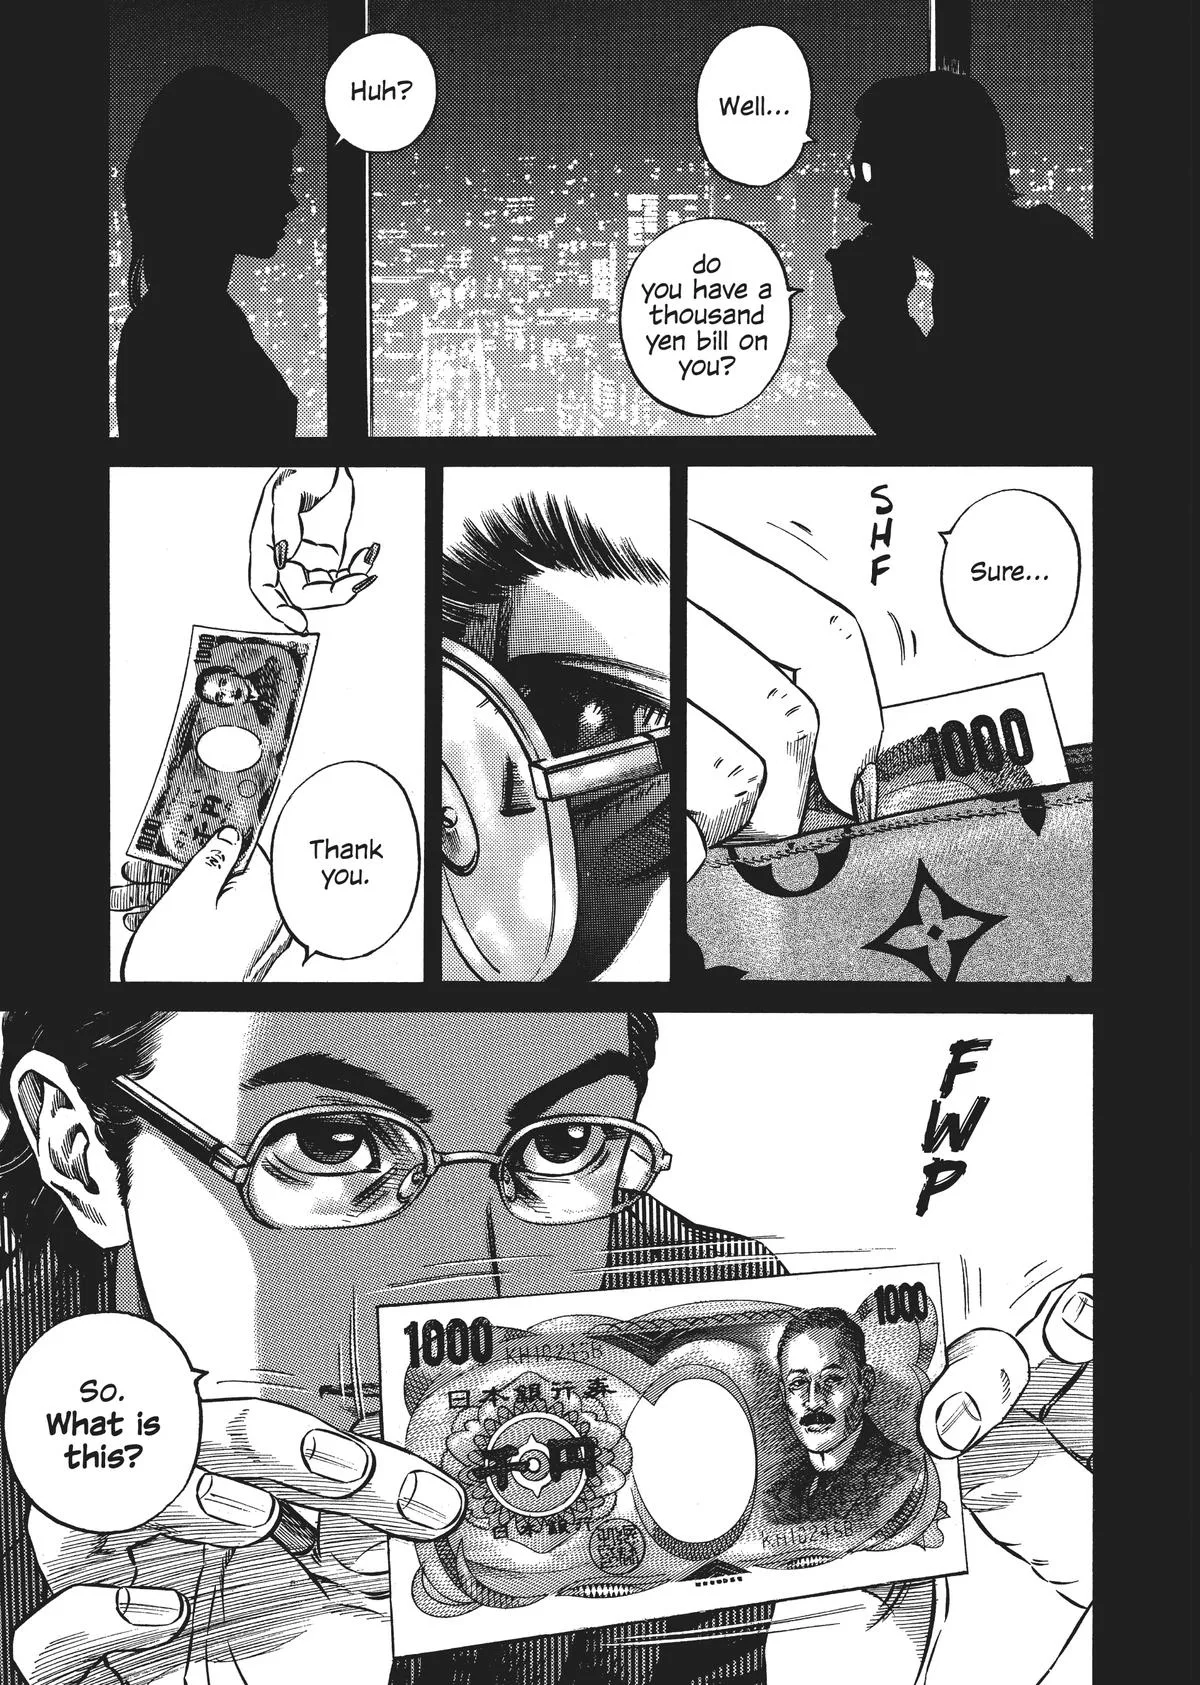 Well...
Huh?
do
you have a
thousand
yen bill on
you?
Sure...
SHF
1000
Thank
you.
FWP
So.
What is
this?
1000
1000
日本銀行券
千円
日本銀行